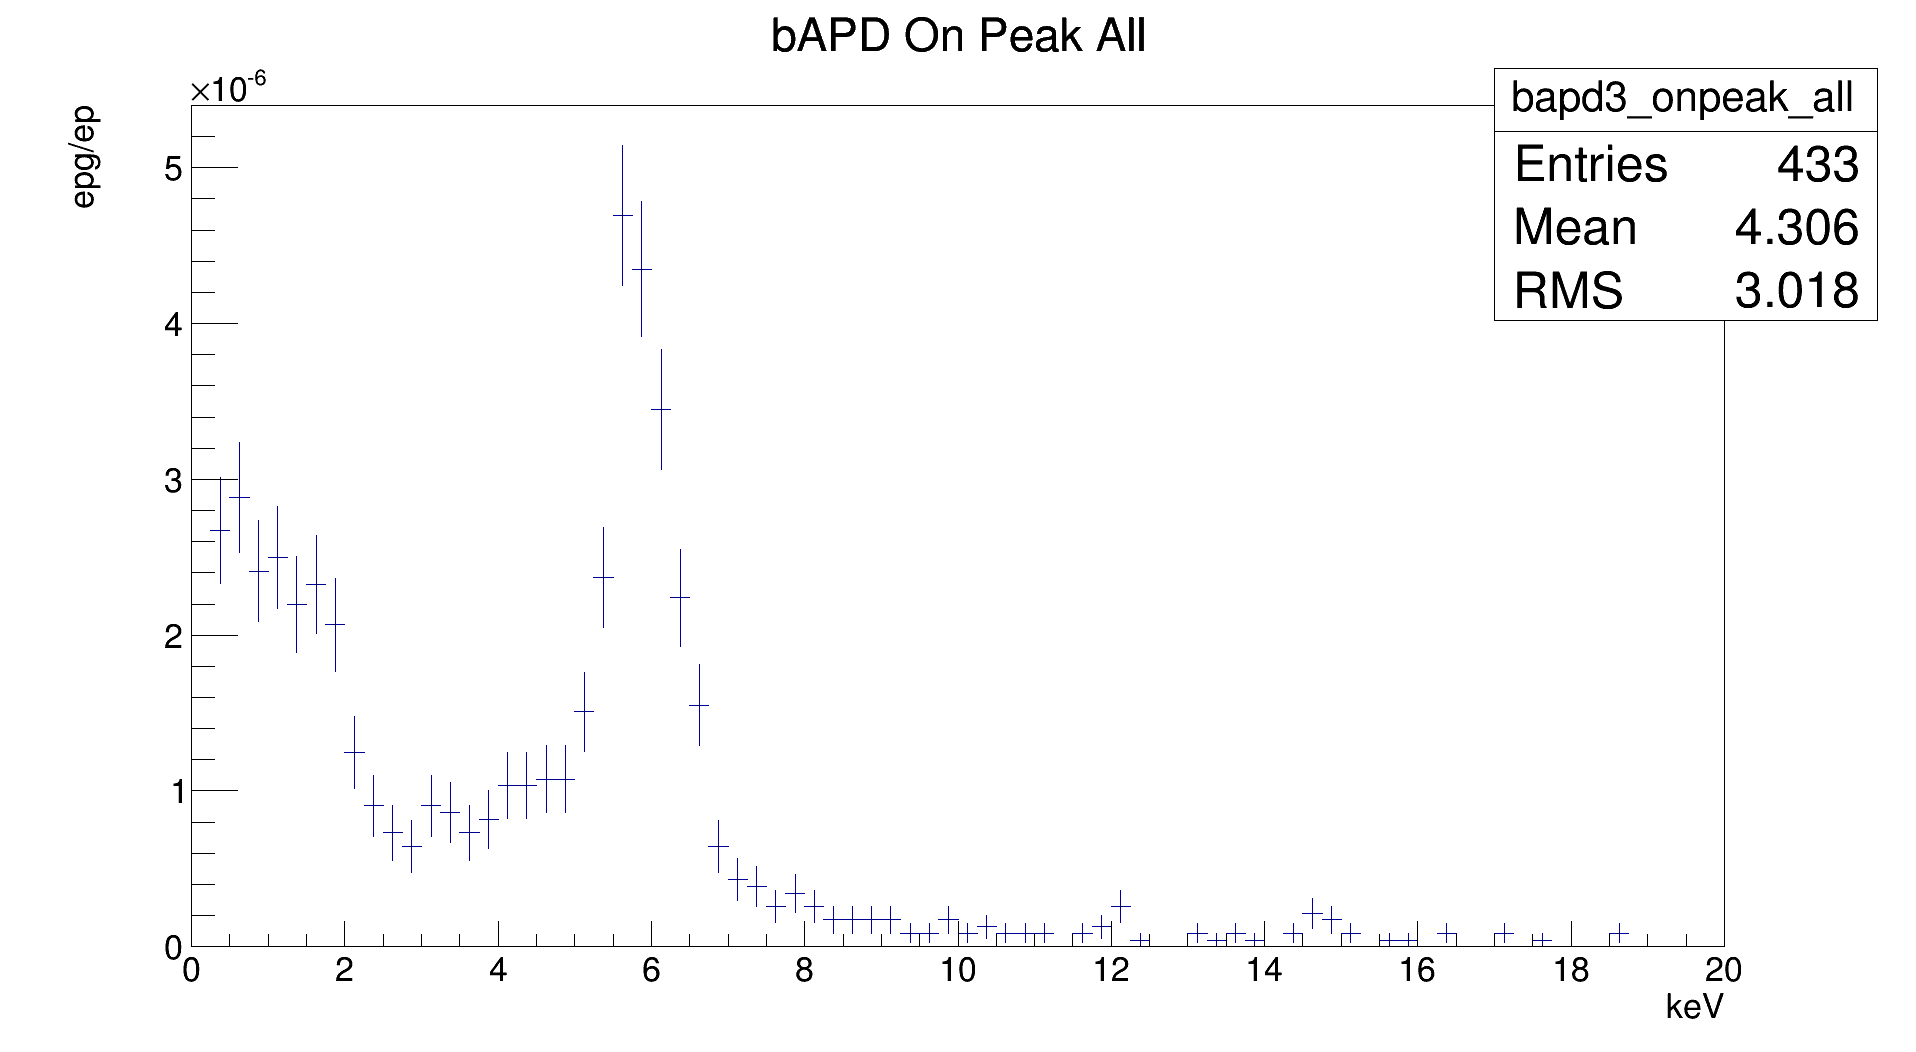 bAPD On Peak All
×10-6
epg/ep
bapd3_onpeak_all
Entries 433
Mean 4.306
RMS 3.018
5
4
3
2
1
0
0 2 4 6 8 10 12 14 16 18 20
keV